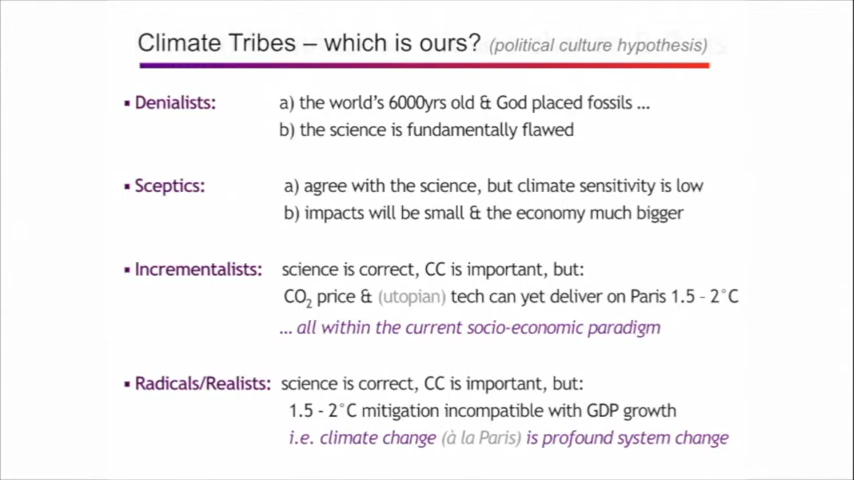 Climate Tribes – which is ours? (political culture hypothesis)
▪ Denialists: a) the world's 6000yrs old & God placed fossils ...
b) the science is fundamentally flawed
▪ Sceptics: a) agree with the science, but climate sensitivity is low
b) impacts will be small & the economy much bigger
▪ Incrementalists: science is correct, CC is important, but:
CO₂ price & (utopian) tech can yet deliver on Paris 1.5 - 2°C
... all within the current socio-economic paradigm
▪ Radicals/Realists: science is correct, CC is important, but:
1.5 - 2°C mitigation incompatible with GDP growth
i.e. climate change (à la Paris) is profound system change